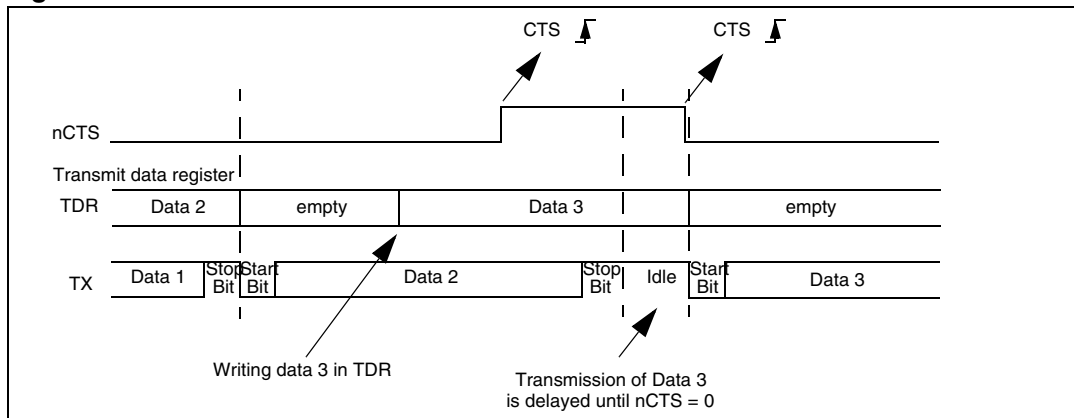 CTS CTS
nCTS
Transmit data register
TDR Data 2 empty Data 3 empty
TX Data 1 Stop Bit Start Bit Data 2 Stop Bit Idle Start Bit Data 3
Writing data 3 in TDR
Transmission of Data 3
is delayed until nCTS = 0